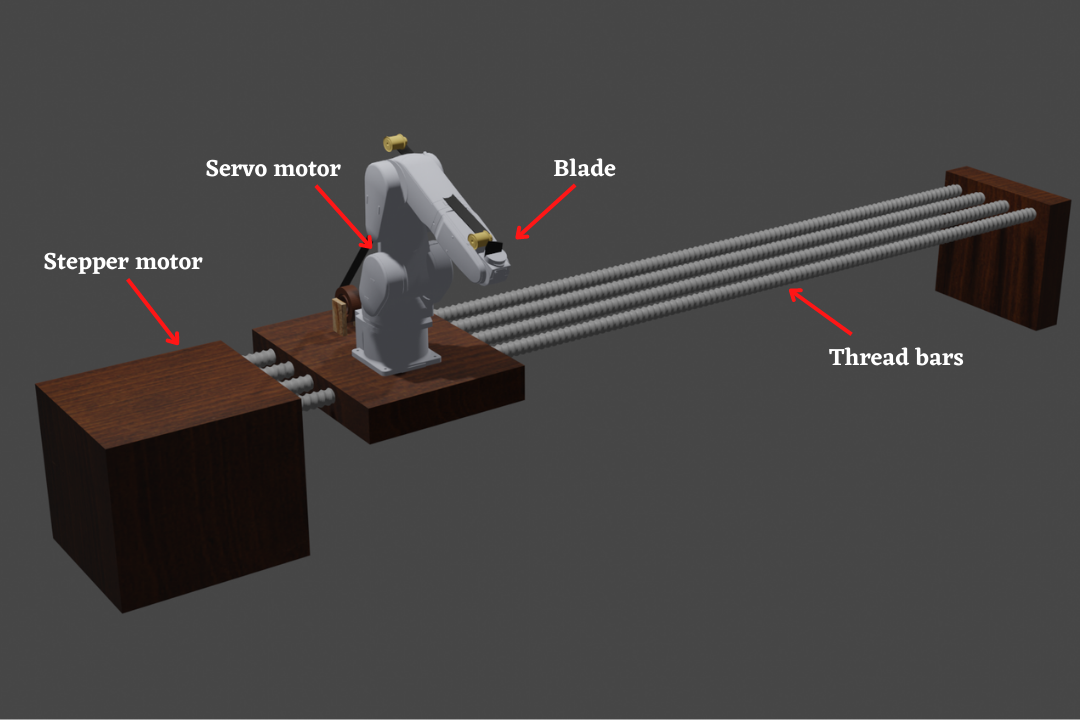 Servo motor
Blade
Stepper motor
Thread bars